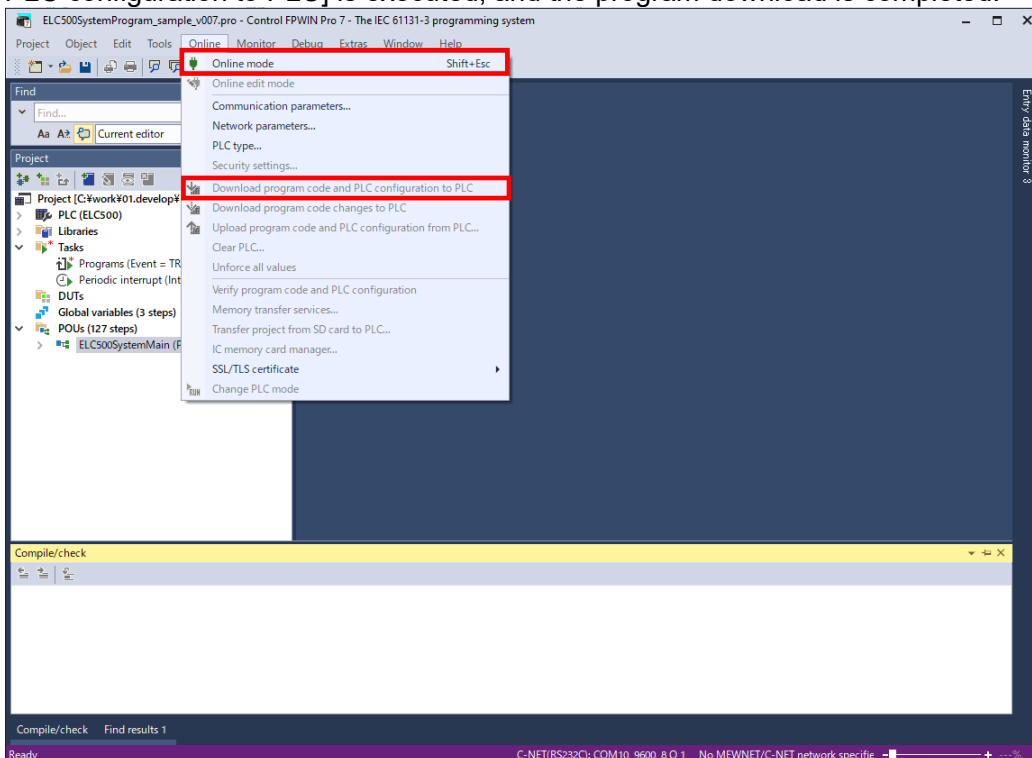 PLC configuration to PLC] is executed, and the program download is completed.
ELC500SystemProgram_sample_v007.pro - Control FPWIN Pro 7 - The IEC 61131-3 programming system
Project Object Edit Tools Online Monitor Debug Extras Window Help
Online mode Shift+Esc
Online edit mode
Communication parameters...
Network parameters...
PLC type...
Security settings...
Download program code and PLC configuration to PLC
Download program code changes to PLC
Upload program code and PLC configuration from PLC...
Clear PLC...
Unforce all values
Verify program code and PLC configuration
Memory transfer services...
Transfer project from SD card to PLC...
IC memory card manager...
SSL/TLS certificate
RUN Change PLC mode
Find
Find...
Aa Current editor
Project
Project [C:¥work¥01.develop¥
PLC (ELC500)
Libraries
Tasks
Programs (Event = TR
Periodic interrupt (Int
DUTs
Global variables (3 steps)
POUs (127 steps)
ELC500SystemMain (P
Entry data monitor 3
Compile/check
Compile/check Find results 1
Ready C-NET(RS232C): COM10, 9600, 8,O,1 No MEWNET/C-NET network specifie ---%